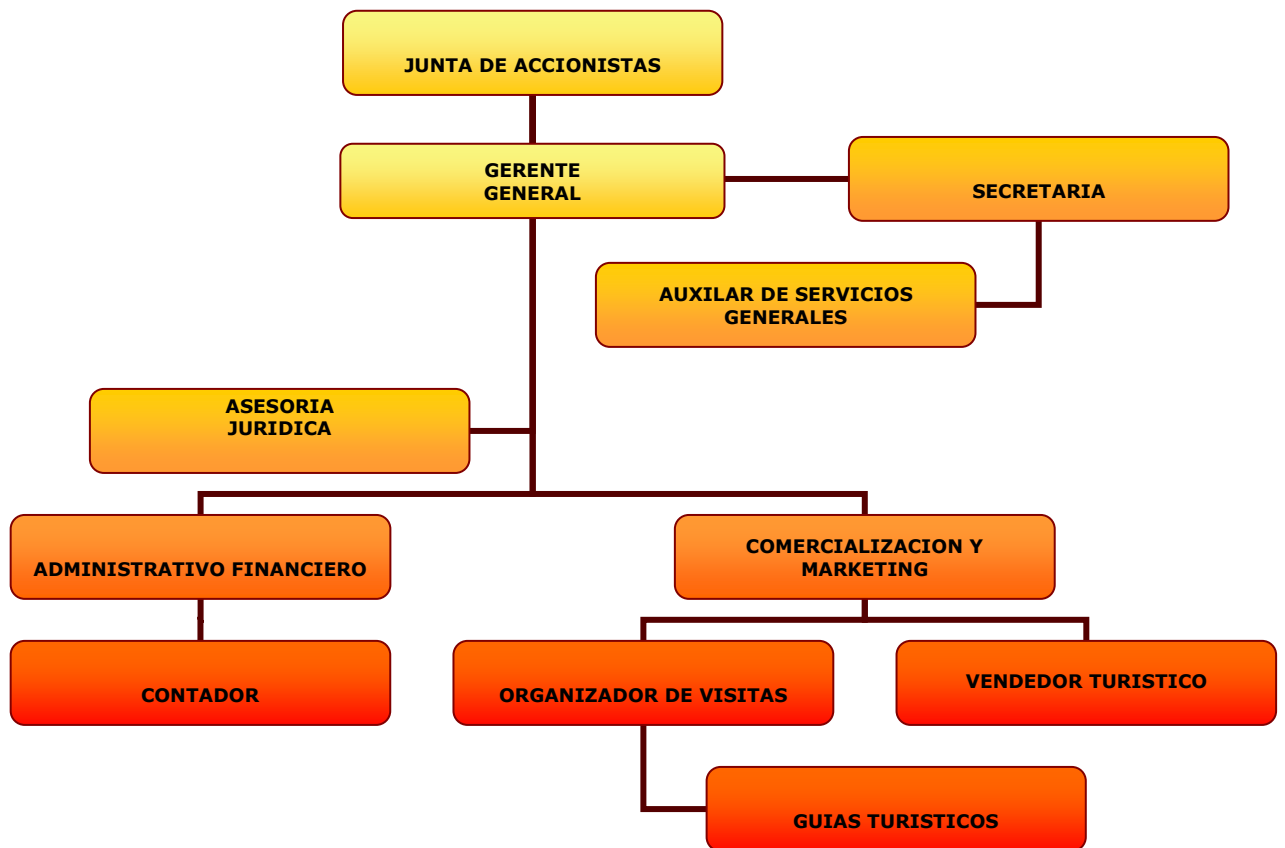 JUNTA DE ACCIONISTAS
GERENTE
GENERAL
SECRETARIA
AUXILAR DE SERVICIOS
GENERALES
ASESORIA
JURIDICA
ADMINISTRATIVO FINANCIERO
COMERCIALIZACION Y
MARKETING
CONTADOR
ORGANIZADOR DE VISITAS
VENDEDOR TURISTICO
GUIAS TURISTICOS